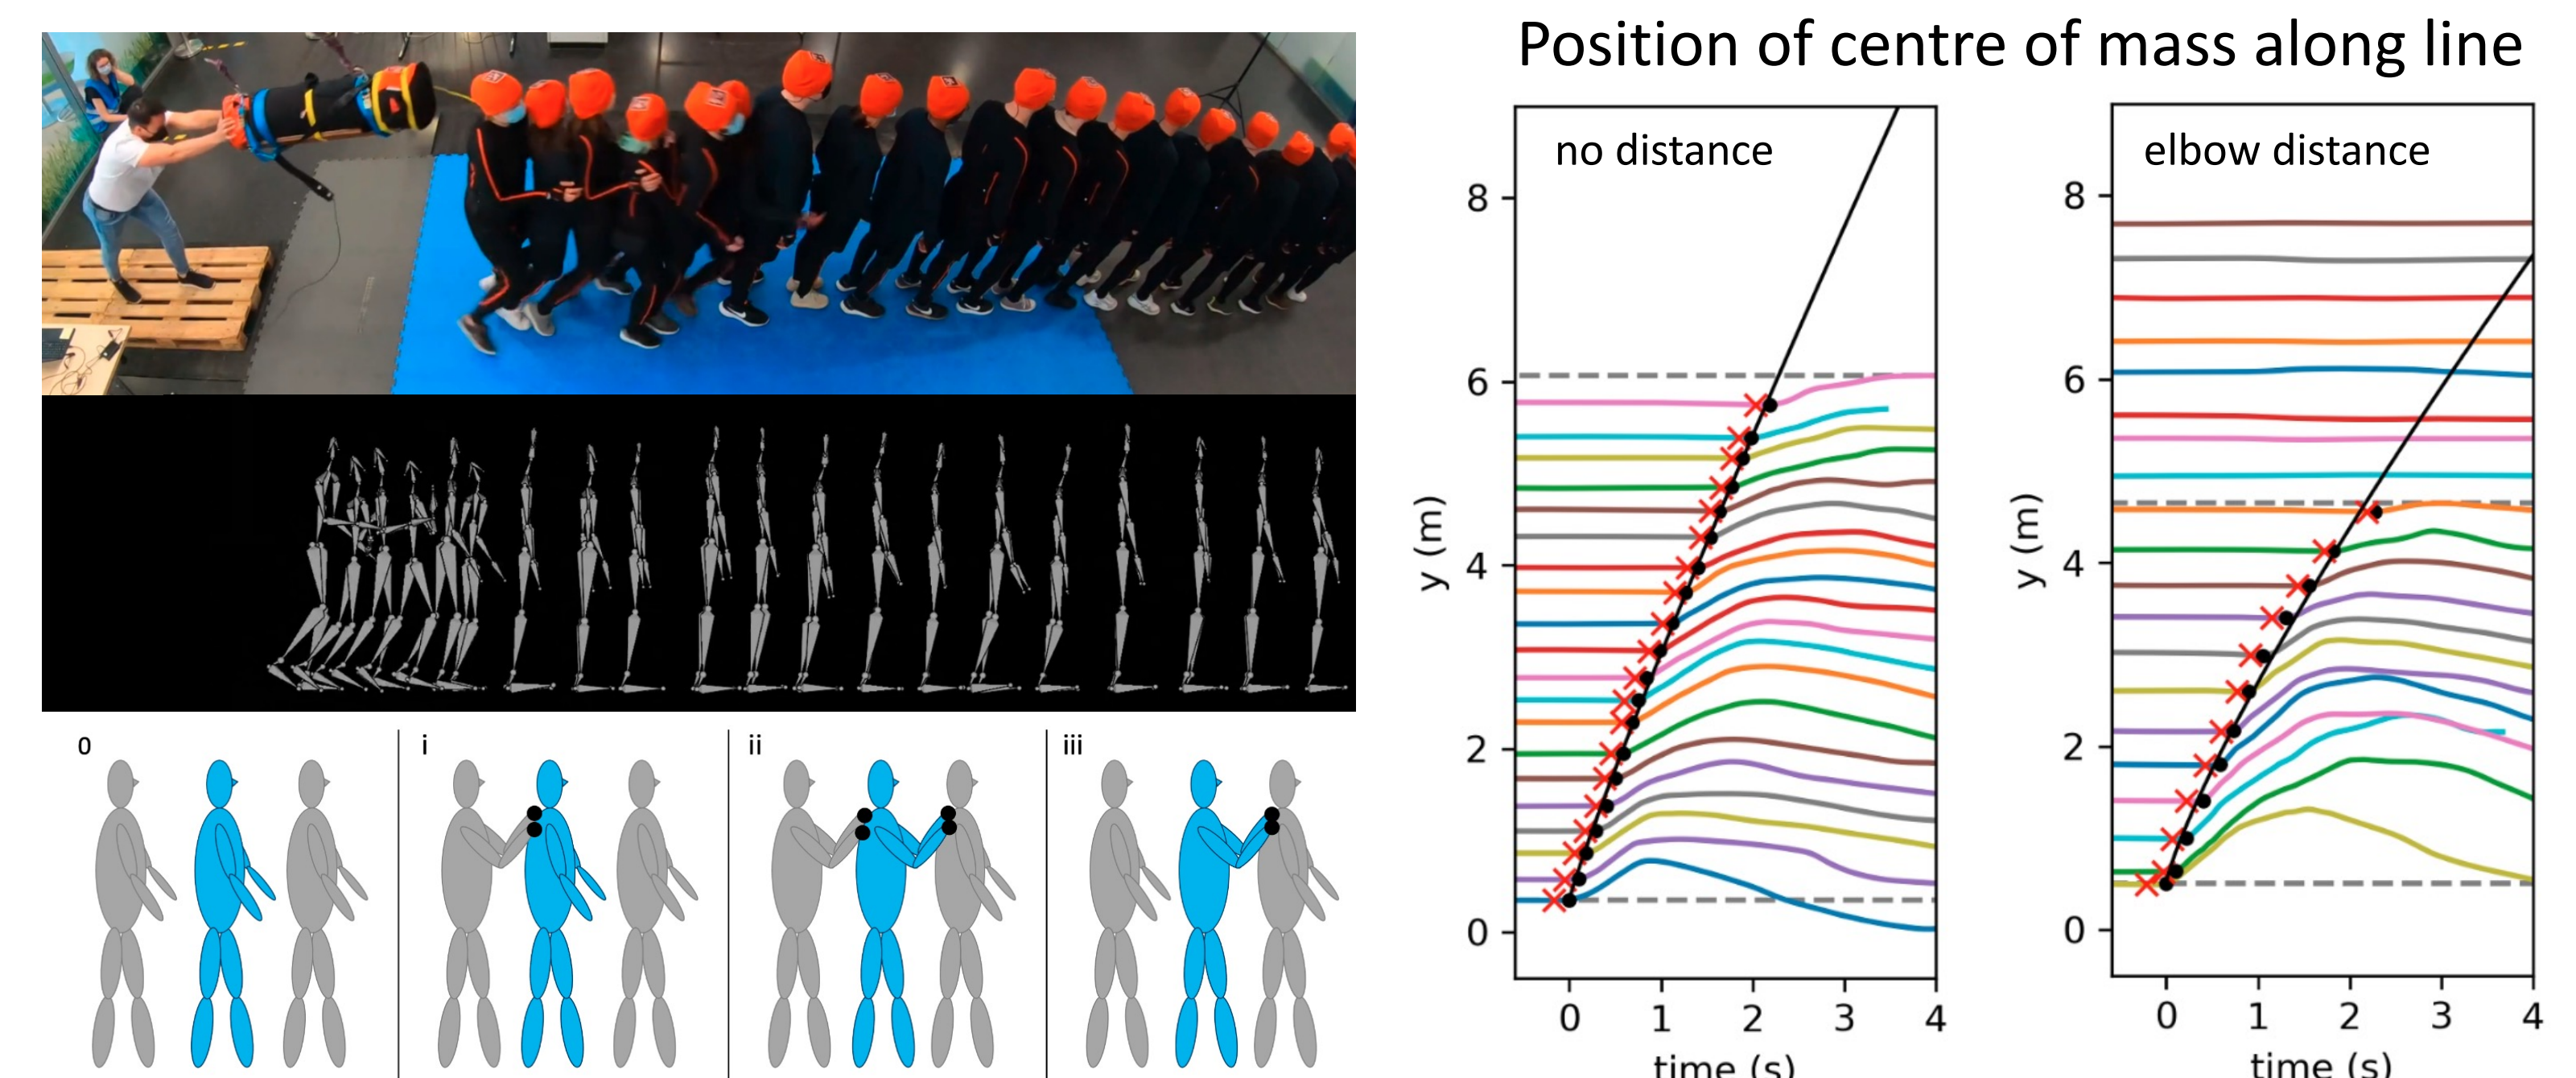 Position of centre of mass along line
no distance
8
6
4
2
0
y (m)
0 1 2 3 4
time (s)
elbow distance
8
6
4
2
0
y (m)
0 1 2 3 4
time (s)
0
i
ii
iii